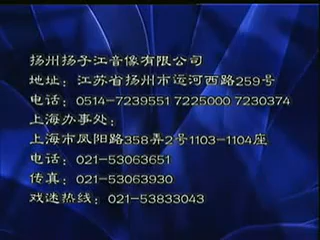 扬州扬子江音像有限公司
地址：江苏省扬州市运河西路259号
电话：0514-7239551 7225000 7230374
上海办事处：
上海市凤阳路358弄2号1103-1104座
电话：021-53063651
传真：021-53063930
戏迷热线：021-53833043